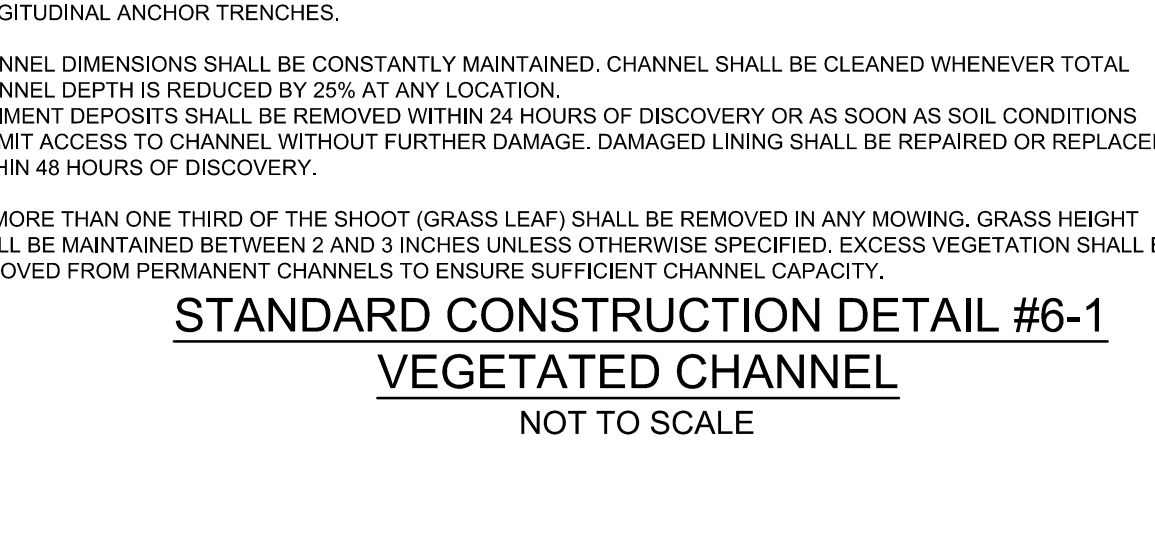 GITUDINAL ANCHOR TRENCHES.
NNEL DIMENSIONS SHALL BE CONSTANTLY MAINTAINED. CHANNEL SHALL BE CLEANED WHENEVER TOTAL
NNEL DEPTH IS REDUCED BY 25% AT ANY LOCATION.
IMENT DEPOSITS SHALL BE REMOVED WITHIN 24 HOURS OF DISCOVERY OR AS SOON AS SOIL CONDITIONS
MIT ACCESS TO CHANNEL WITHOUT FURTHER DAMAGE. DAMAGED LINING SHALL BE REPAIRED OR REPLACE
HIN 48 HOURS OF DISCOVERY.
MORE THAN ONE THIRD OF THE SHOOT (GRASS LEAF) SHALL BE REMOVED IN ANY MOWING. GRASS HEIGHT
LL BE MAINTAINED BETWEEN 2 AND 3 INCHES UNLESS OTHERWISE SPECIFIED. EXCESS VEGETATION SHALL B
OVED FROM PERMANENT CHANNELS TO ENSURE SUFFICIENT CHANNEL CAPACITY.
STANDARD CONSTRUCTION DETAIL #6-1
VEGETATED CHANNEL
NOT TO SCALE